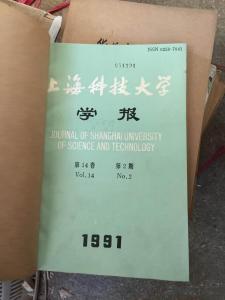 上海科技大学
学报
JOURNAL OF SHANGHAI UNIVERSITY
OF SCIENCE AND TECHNOLOGY
第14卷 第2期
Vol.14 No.2
1991